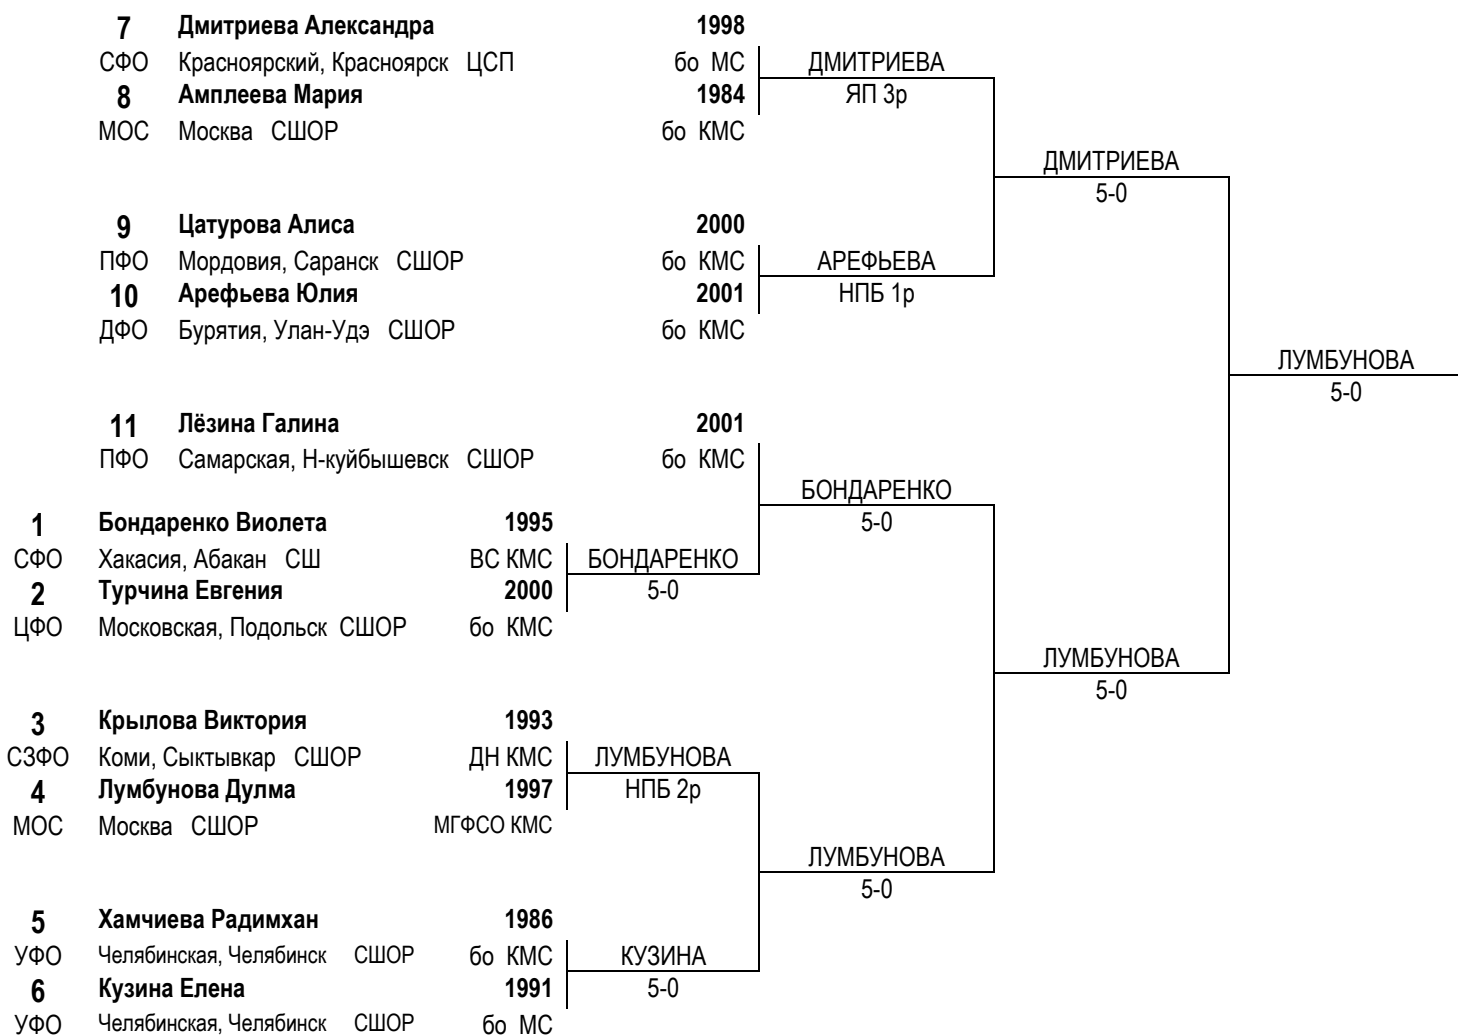 7 Дмитриева Александра 1998
СФО Красноярский, Красноярск ЦСП бо МС ДМИТРИЕВА
8 Амплеева Мария 1984 ЯП 3р
МОС Москва СШОР бо КМС
ДМИТРИЕВА
5-0
9 Цатурова Алиса 2000
ПФО Мордовия, Саранск СШОР бо КМС АРЕФЬЕВА
10 Арефьева Юлия 2001 НПБ 1р
ДФО Бурятия, Улан-Удэ СШОР бо КМС
ЛУМБУНОВА
5-0
11 Лёзина Галина 2001
ПФО Самарская, Н-куйбышевск СШОР бо КМС
БОНДАРЕНКО
1 Бондаренко Виолета 1995 5-0
СФО Хакасия, Абакан СШ ВС КМС БОНДАРЕНКО
2 Турчина Евгения 2000 5-0
ЦФО Московская, Подольск СШОР бо КМС
ЛУМБУНОВА
5-0
3 Крылова Виктория 1993
СЗФО Коми, Сыктывкар СШОР ДН КМС ЛУМБУНОВА
4 Лумбунова Дулма 1997 НПБ 2р
МОС Москва СШОР МГФСО КМС
ЛУМБУНОВА
5-0
5 Хамчиева Радимхан 1986
УФО Челябинская, Челябинск СШОР бо КМС КУЗИНА
6 Кузина Елена 1991 5-0
УФО Челябинская, Челябинск СШОР бо МС